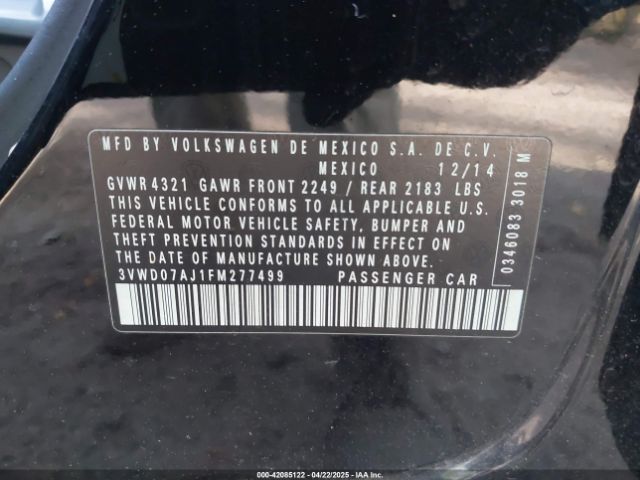 MFD BY VOLKSWAGEN DE MEXICO S.A. DE C.V.
MEXICO 12/14
GVWR 4321 GAWR FRONT 2249 / REAR 2183 LBS
THIS VEHICLE CONFORMS TO ALL APPLICABLE U.S.
FEDERAL MOTOR VEHICLE SAFETY, BUMPER AND
THEFT PREVENTION STANDARDS IN EFFECT ON
THE DATE OF MANUFACTURE SHOWN ABOVE.
3VWD07AJ1FM277499 PASSENGER CAR
0346083 3018 M
000-42085122 04/22/2025 IAAI.com